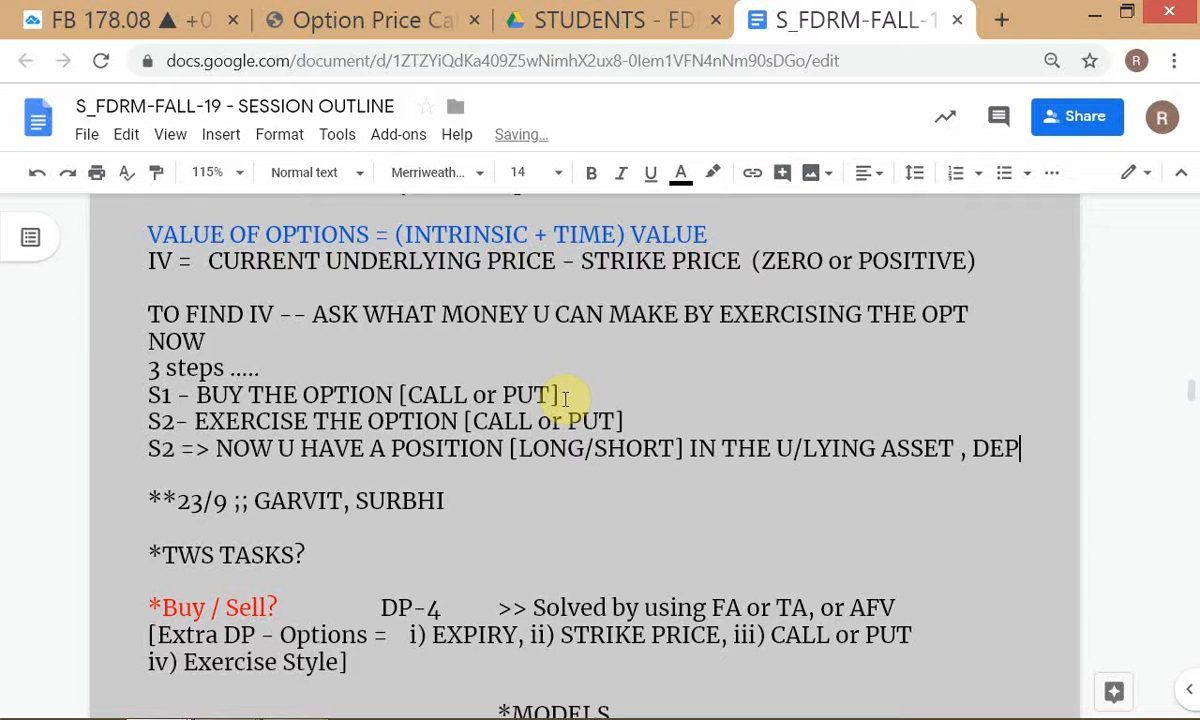 FB 178.08 ▲ +0
Option Price Ca
STUDENTS - FD
S_FDRM-FALL-1
docs.google.com/document/d/1ZTZYiQdKa409Z5wNimhX2ux8-0Iem1VFN4nNm90sDGo/edit
R
S_FDRM-FALL-19 - SESSION OUTLINE
File Edit View Insert Format Tools Add-ons Help Saving...
Share
R
115% Normal text Merriweath... 14 B I U A
VALUE OF OPTIONS = (INTRINSIC + TIME) VALUE
IV = CURRENT UNDERLYING PRICE - STRIKE PRICE (ZERO or POSITIVE)
TO FIND IV -- ASK WHAT MONEY U CAN MAKE BY EXERCISING THE OPT
NOW
3 steps .....
S1 - BUY THE OPTION [CALL or PUT]
S2- EXERCISE THE OPTION [CALL or PUT]
S2 => NOW U HAVE A POSITION [LONG/SHORT] IN THE U/LYING ASSET , DEP
**23/9 ;; GARVIT, SURBHI
*TWS TASKS?
*Buy / Sell? DP-4 >> Solved by using FA or TA, or AFV
[Extra DP - Options = i) EXPIRY, ii) STRIKE PRICE, iii) CALL or PUT
iv) Exercise Style]
*MODELS